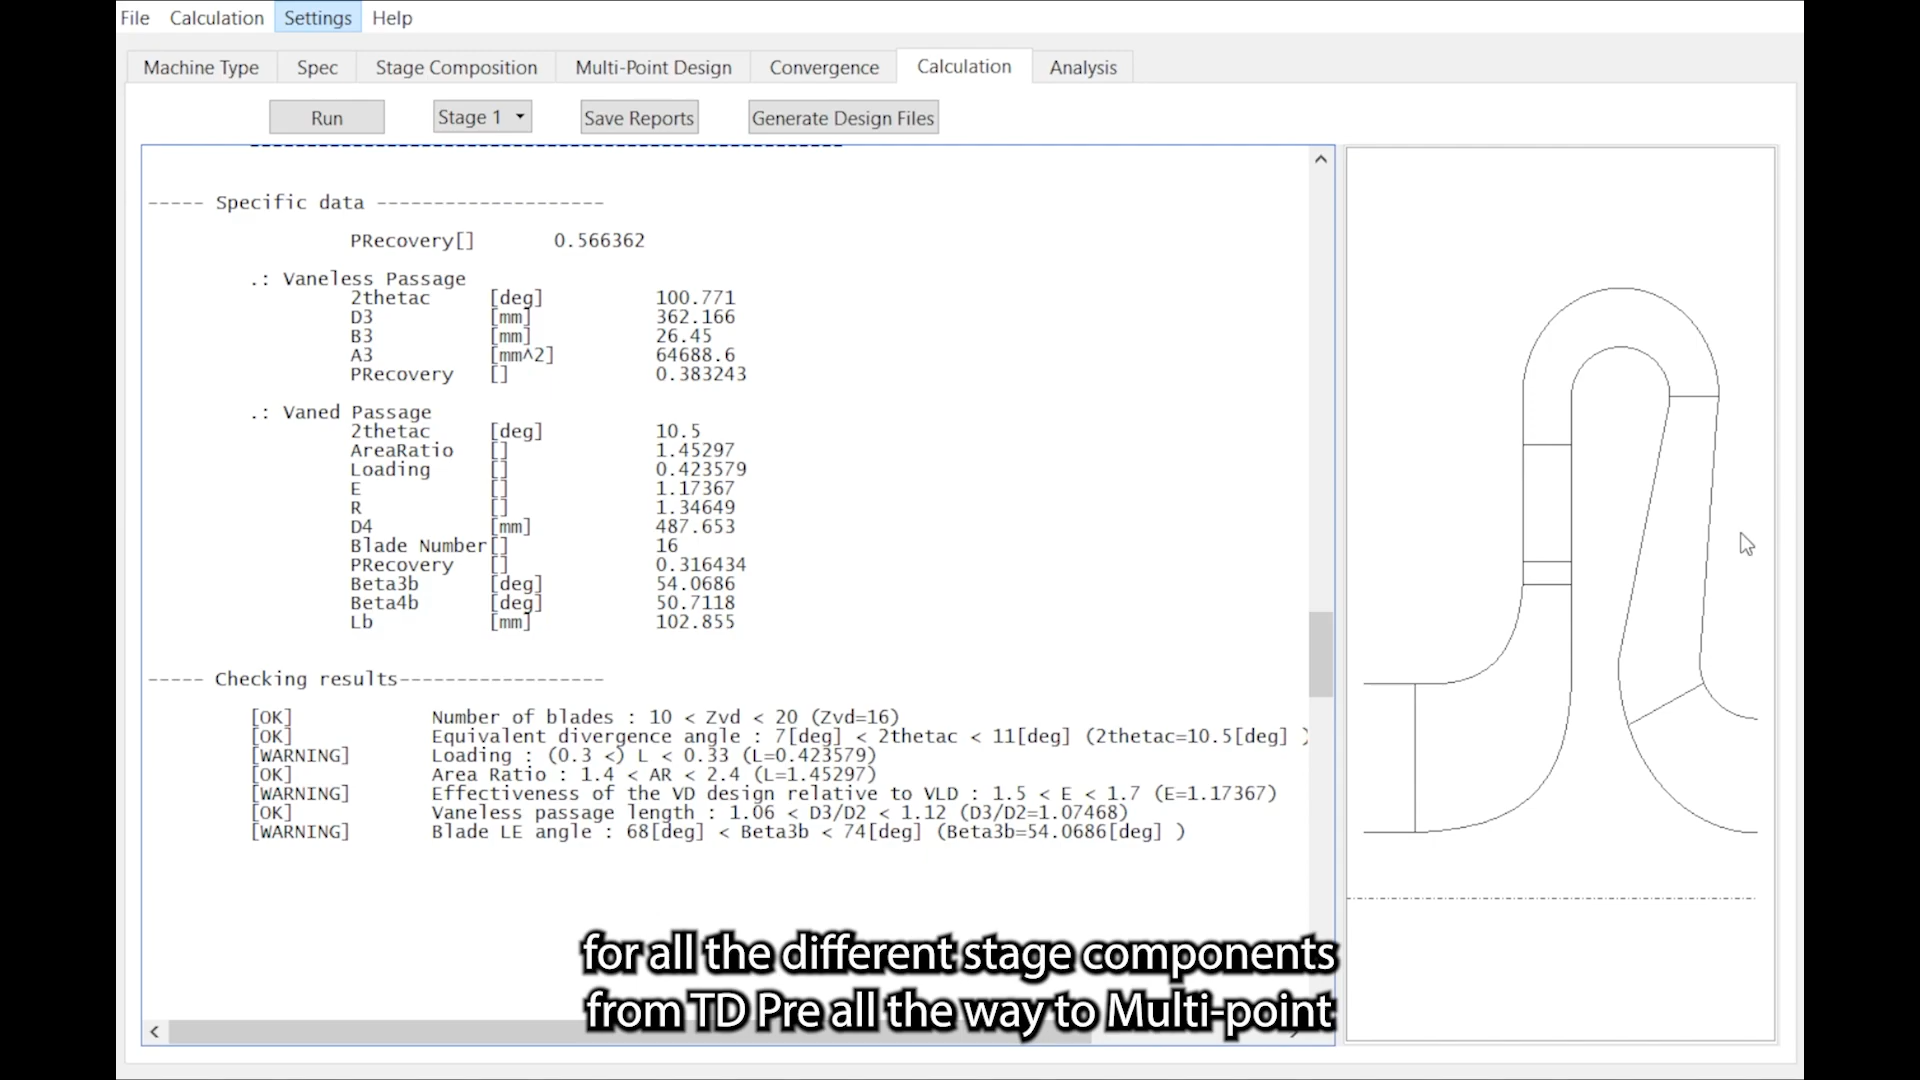 File Calculation Settings Help
Machine Type Spec Stage Composition Multi-Point Design Convergence Calculation Analysis
Run Stage 1 Save Reports Generate Design Files
----- Specific data --------------------
PRecovery[] 0.566362
.: Vaneless Passage
2thetac [deg] 100.771
D3 [mm] 362.166
B3 [mm] 26.45
A3 [mm^2] 64688.6
PRecovery [] 0.383243
.: Vaned Passage
2thetac [deg] 10.5
AreaRatio [] 1.45297
Loading [] 0.423579
E [] 1.17367
R [] 1.34649
D4 [mm] 487.653
Blade Number[] 16
PRecovery [] 0.316434
Beta3b [deg] 54.0686
Beta4b [deg] 50.7118
Lb [mm] 102.855
----- Checking results------------------
[OK] Number of blades : 10 < Zvd < 20 (Zvd=16)
[OK] Equivalent divergence angle : 7[deg] < 2thetac < 11[deg] (2thetac=10.5[deg] )
[WARNING] Loading : (0.3 <) L < 0.33 (L=0.423579)
[OK] Area Ratio : 1.4 < AR < 2.4 (L=1.45297)
[WARNING] Effectiveness of the VD design relative to VLD : 1.5 < E < 1.7 (E=1.17367)
[OK] Vaneless passage length : 1.06 < D3/D2 < 1.12 (D3/D2=1.07468)
[WARNING] Blade LE angle : 68[deg] < Beta3b < 74[deg] (Beta3b=54.0686[deg] )
for all the different stage components
from TD Pre all the way to Multi-point